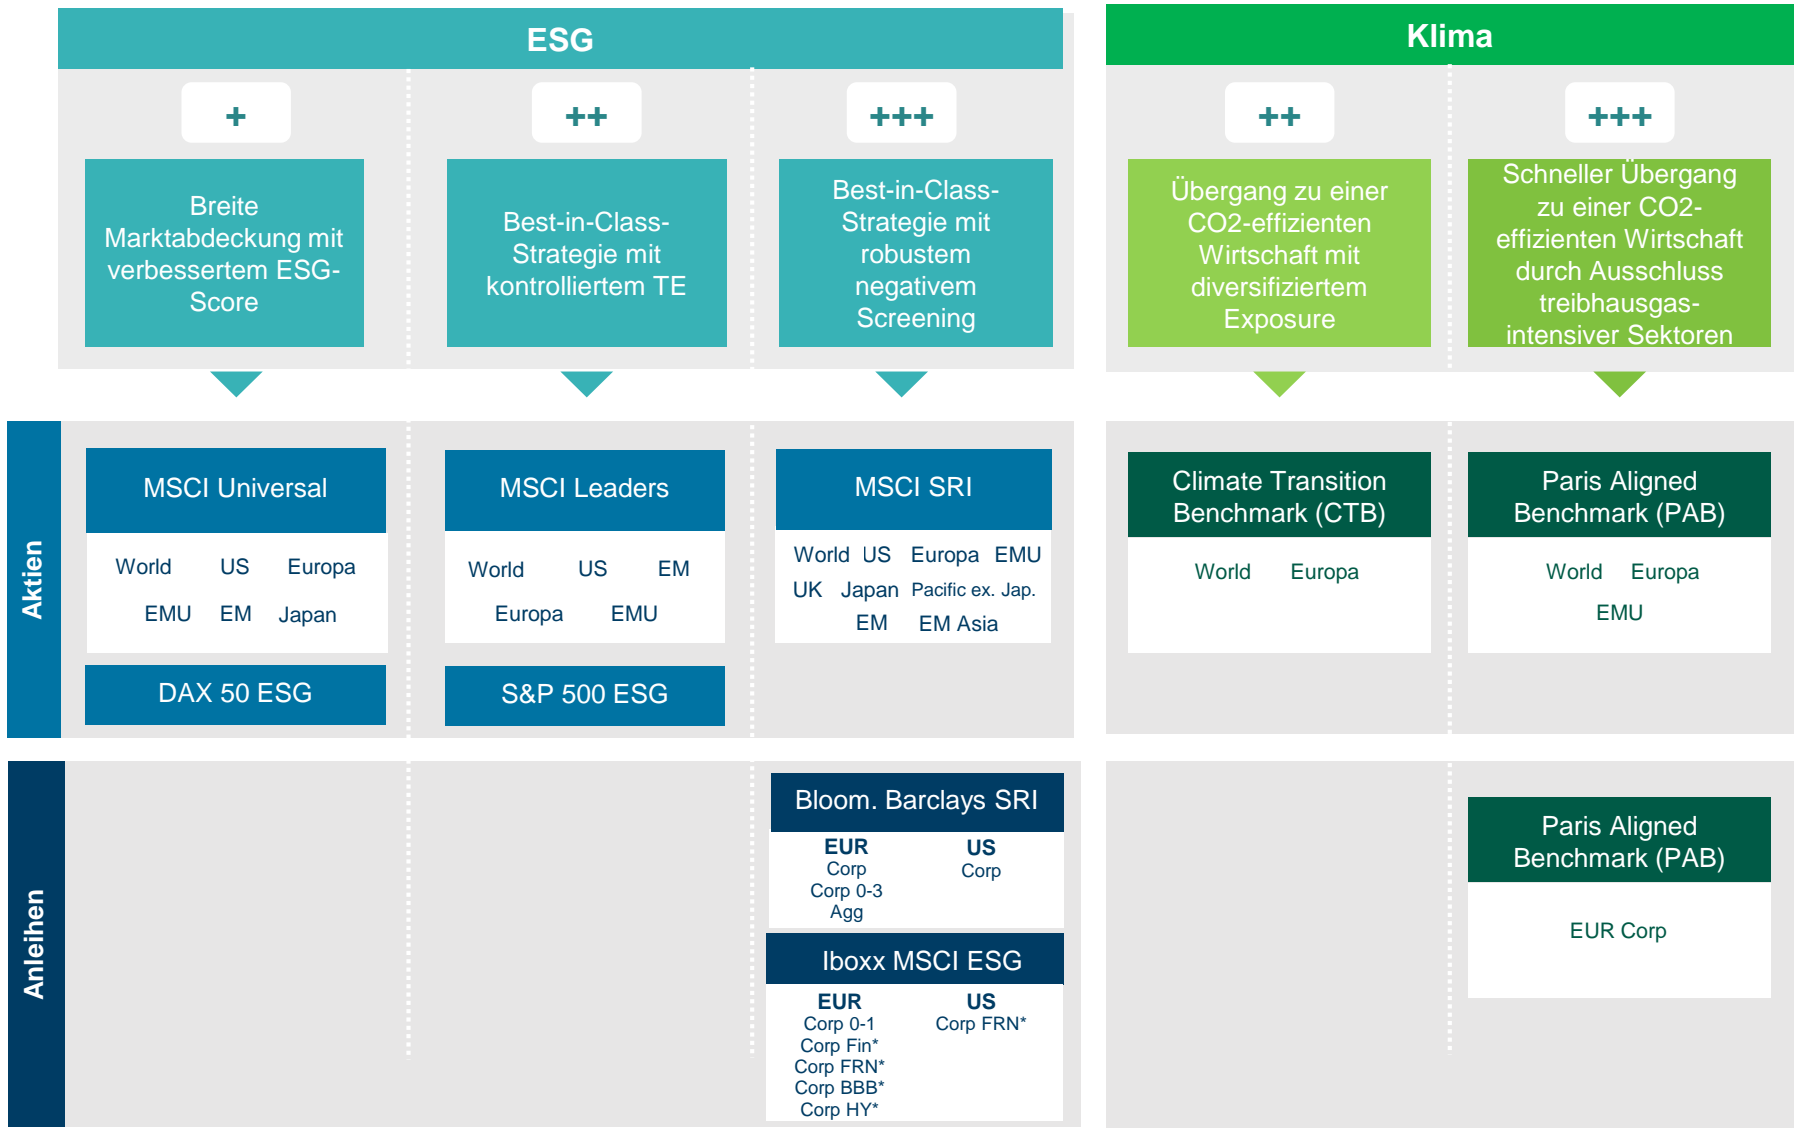 ESG
Klima
+
++
+++
++
+++
Breite
Marktabdeckung mit
verbessertem ESG-
Score
Best-in-Class-
Strategie mit
kontrolliertem TE
Best-in-Class-
Strategie mit
robustem
negativem
Screening
Übergang zu einer
CO2-effizienten
Wirtschaft mit
diversifiziertem
Exposure
Schneller Übergang
zu einer CO2-
effizienten Wirtschaft
durch Ausschluss
treibhausgas-
intensiver Sektoren
Aktien
MSCI Universal
World US Europa
EMU EM Japan
DAX 50 ESG
MSCI Leaders
World US EM
Europa EMU
S&P 500 ESG
MSCI SRI
World US Europa EMU
UK Japan Pacific ex. Jap.
EM EM Asia
Climate Transition
Benchmark (CTB)
World Europa
Paris Aligned
Benchmark (PAB)
World Europa
EMU
Anleihen
Bloom. Barclays SRI
EUR US
Corp Corp
Corp 0-3
Agg
Iboxx MSCI ESG
EUR US
Corp 0-1 Corp FRN*
Corp Fin*
Corp FRN*
Corp BBB*
Corp HY*
Paris Aligned
Benchmark (PAB)
EUR Corp